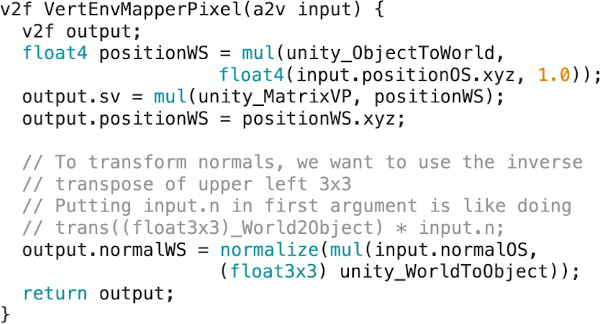 v2f VertEnvMapperPixel(a2v input) {
  v2f output;
  float4 positionWS = mul(unity_ObjectToWorld,
                   float4(input.positionOS.xyz, 1.0));
  output.sv = mul(unity_MatrixVP, positionWS);
  output.positionWS = positionWS.xyz;

  // To transform normals, we want to use the inverse
  // transpose of upper left 3x3
  // Putting input.n in first argument is like doing
  // trans((float3x3)_World2Object) * input.n;
  output.normalWS = normalize(mul(input.normalOS,
                   (float3x3) unity_WorldToObject));
  return output;
}